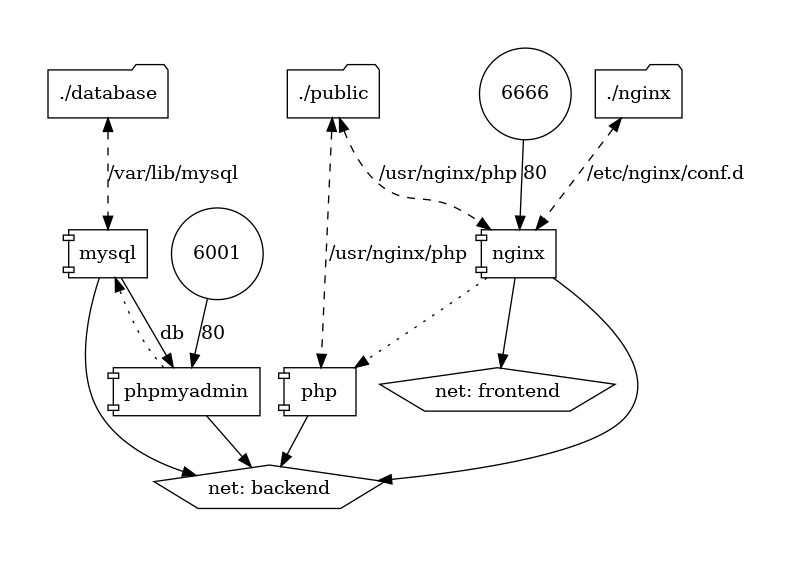 ./database
./public
6666
./nginx
/var/lib/mysql
/usr/nginx/php
80
/etc/nginx/conf.d
mysql
6001
/usr/nginx/php
nginx
db
80
phpmyadmin
php
net: frontend
net: backend